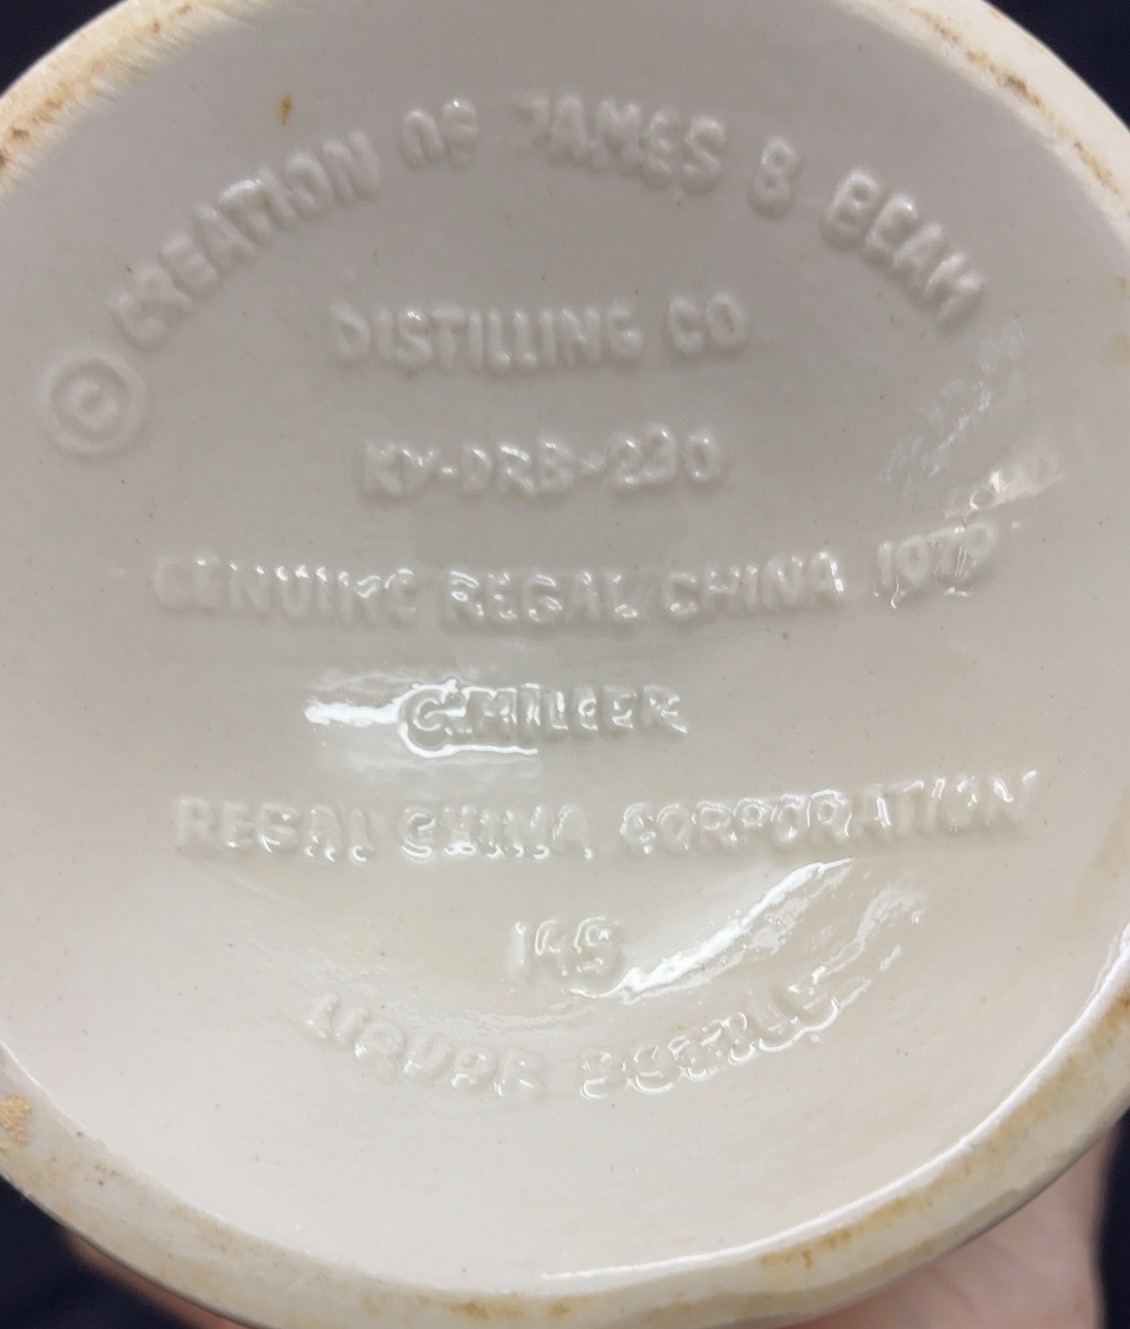 © CREATION OF JAMES B BEAM
DISTILLING CO
KY-DRB-230
GENUINE REGAL CHINA 1979
C. MILLER
REGAL CHINA CORPORATION
149
LIQUOR BOTTLE